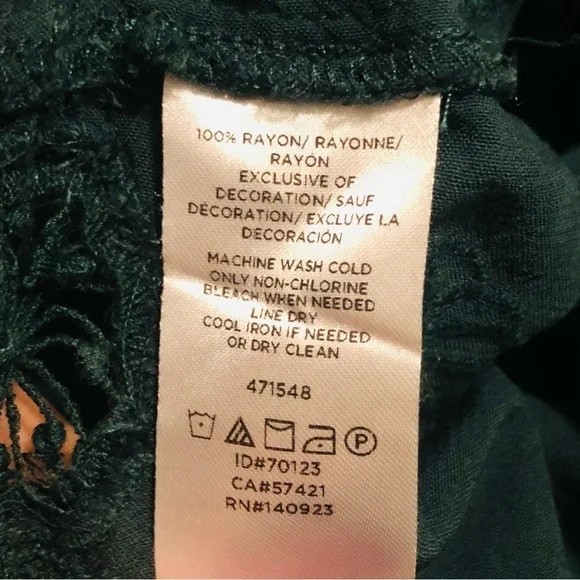 100% RAYON/ RAYONNE/
RAYÓN
EXCLUSIVE OF
DECORATION/ SAUF
DÉCORATION/ EXCLUYE LA
DECORACIÓN
MACHINE WASH COLD
ONLY NON-CHLORINE
BLEACH WHEN NEEDED
LINE DRY
COOL IRON IF NEEDED
OR DRY CLEAN
471548
P
ID#70123
CA#57421
RN#140923